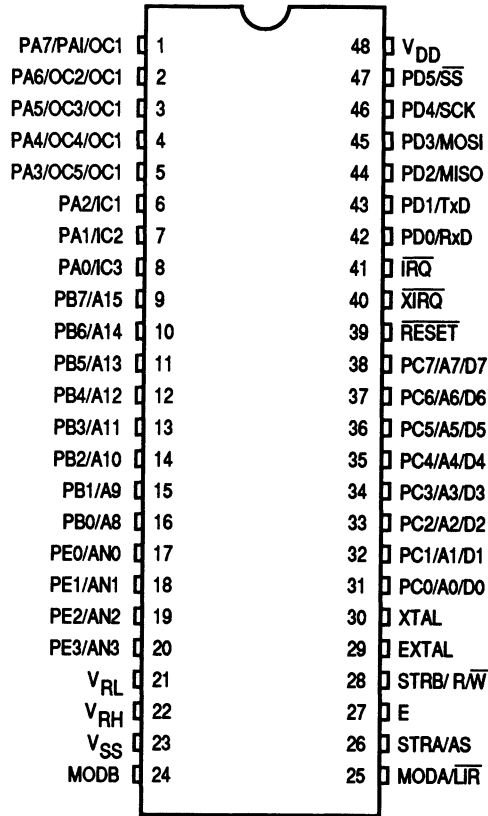 PA7/PAI/OC1 1 48 VDD
PA6/OC2/OC1 2 47 PD5/S̅S̅
PA5/OC3/OC1 3 46 PD4/SCK
PA4/OC4/OC1 4 45 PD3/MOSI
PA3/OC5/OC1 5 44 PD2/MISO
PA2/IC1 6 43 PD1/TxD
PA1/IC2 7 42 PD0/RxD
PA0/IC3 8 41 I̅R̅Q̅
PB7/A15 9 40 X̅I̅R̅Q̅
PB6/A14 10 39 R̅E̅S̅E̅T̅
PB5/A13 11 38 PC7/A7/D7
PB4/A12 12 37 PC6/A6/D6
PB3/A11 13 36 PC5/A5/D5
PB2/A10 14 35 PC4/A4/D4
PB1/A9 15 34 PC3/A3/D3
PB0/A8 16 33 PC2/A2/D2
PE0/AN0 17 32 PC1/A1/D1
PE1/AN1 18 31 PC0/A0/D0
PE2/AN2 19 30 XTAL
PE3/AN3 20 29 EXTAL
VRL 21 28 STRB/ R/W̅
VRH 22 27 E
VSS 23 26 STRA/AS
MODB 24 25 MODA/L̅I̅R̅